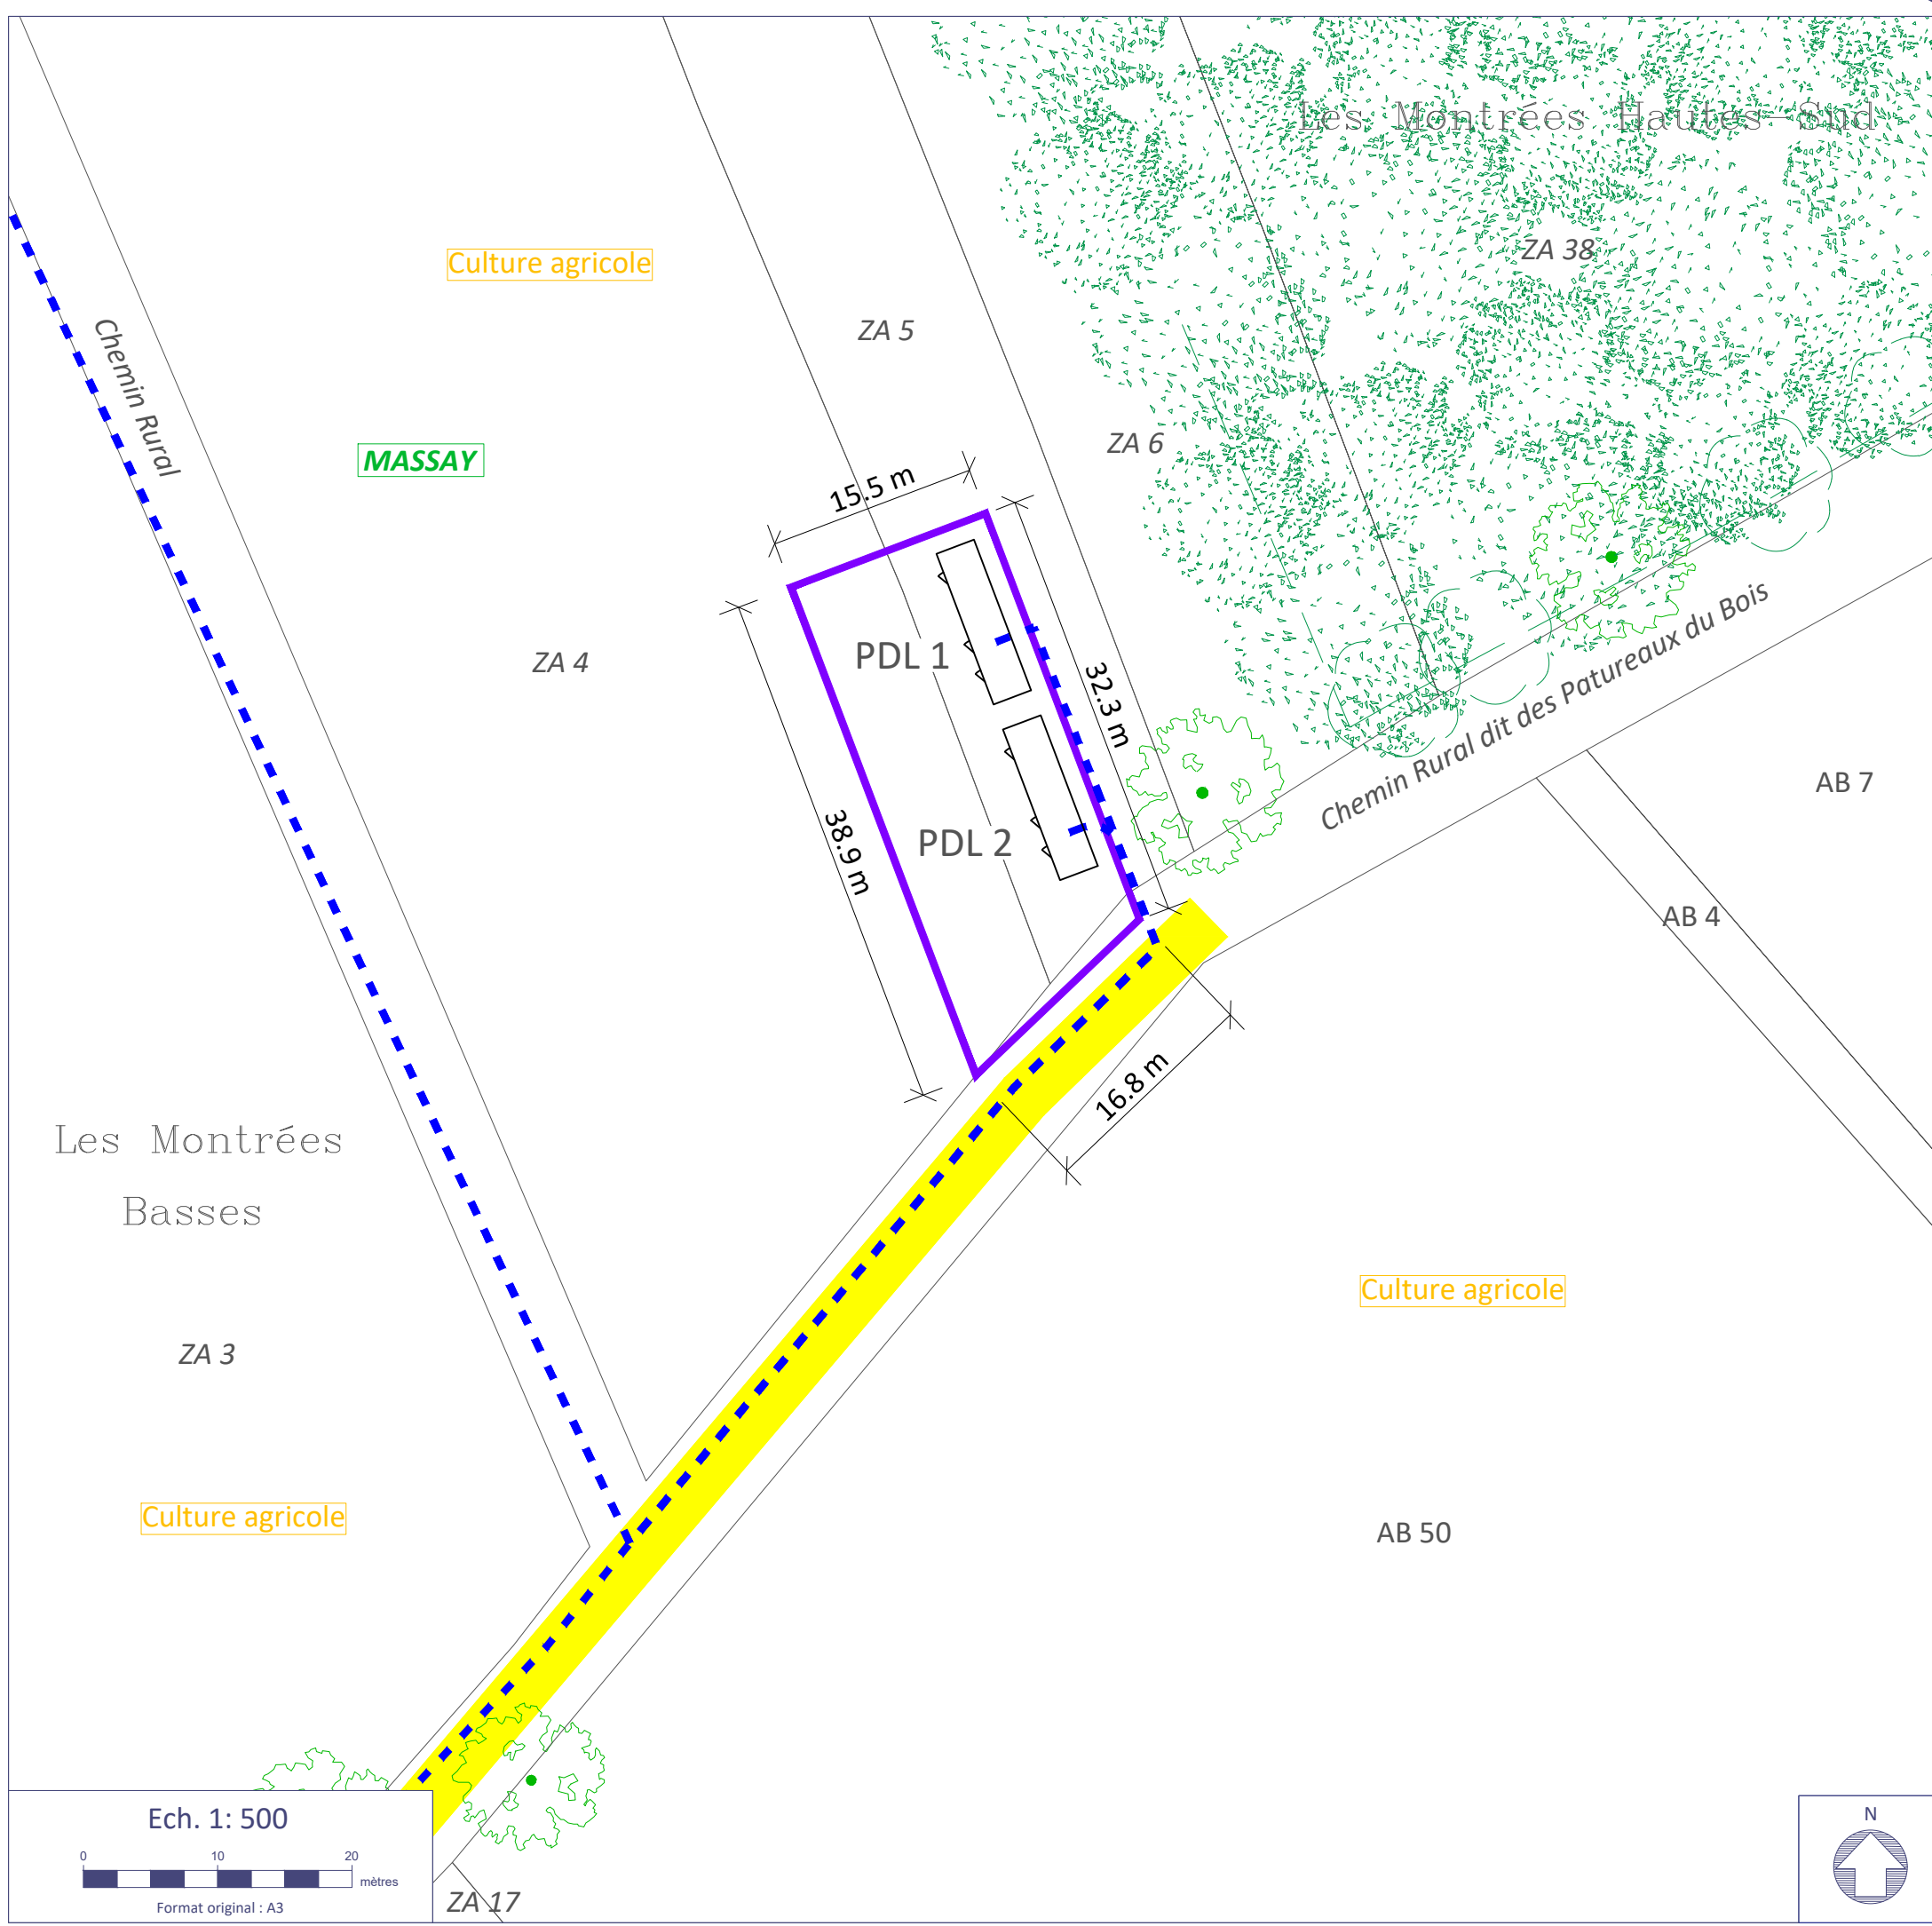 Les Montrées Hautes-Sud
ZA 38
Culture agricole
ZA 5
Chemin Rural
MASSAY
ZA 6
15.5 m
ZA 4
PDL 1
32.3 m
Chemin Rural dit des Patureaux du Bois
AB 7
38.9 m
PDL 2
AB 4
16.8 m
Les Montrées
Basses
Culture agricole
ZA 3
Culture agricole
AB 50
Ech. 1: 500
0 10 20
mètres
Format original : A3
ZA 17
N